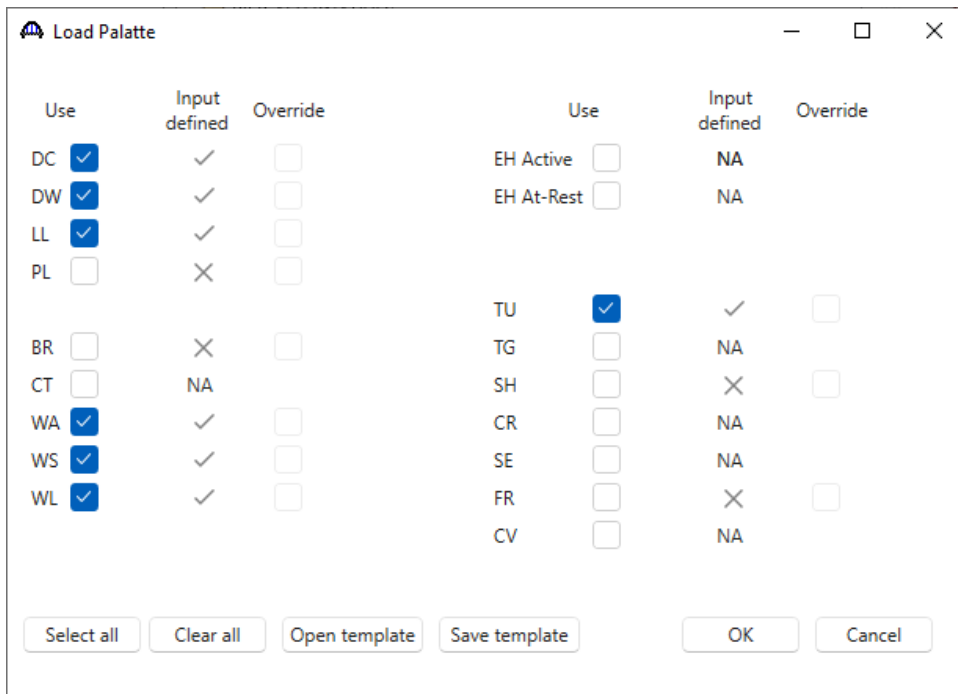 Load Palatte
Use Input defined Override
DC
DW
LL
PL
BR
CT NA
WA
WS
WL
Use Input defined Override
EH Active NA
EH At-Rest NA
TU
TG NA
SH
CR NA
SE NA
FR
CV NA
Select all Clear all Open template Save template OK Cancel